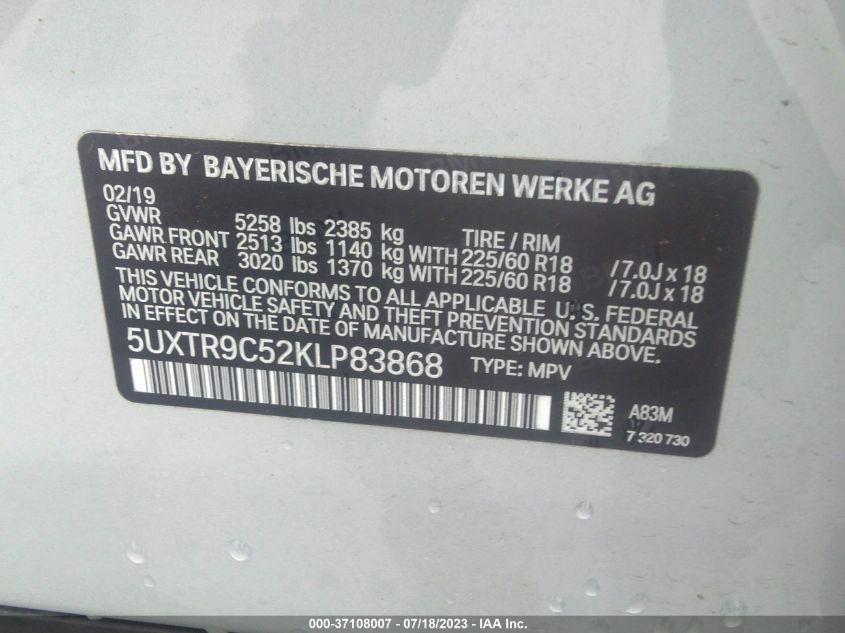 MFD BY BAYERISCHE MOTOREN WERKE AG
02/19
GVWR 5258 lbs 2385 kg TIRE / RIM
GAWR FRONT 2513 lbs 1140 kg WITH 225/60 R18 /7.0J x 18
GAWR REAR 3020 lbs 1370 kg WITH 225/60 R18 /7.0J x 18
THIS VEHICLE CONFORMS TO ALL APPLICABLE U.S. FEDERAL
MOTOR VEHICLE SAFETY AND THEFT PREVENTION STANDARDS
IN EFFECT ON THE DATE OF MANUFACTURE SHOWN ABOVE.
5UXTR9C52KLP83868 TYPE: MPV
A83M
7 320 730
000-37108007 - 07/18/2023 - © IAA, Inc.